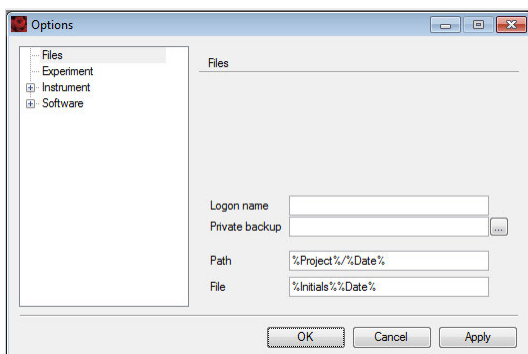 Options
Files
Experiment
Instrument
Software
Files
Logon name
Private backup
...
Path %Project%/%Date%
File %Initials%%Date%
OK Cancel Apply